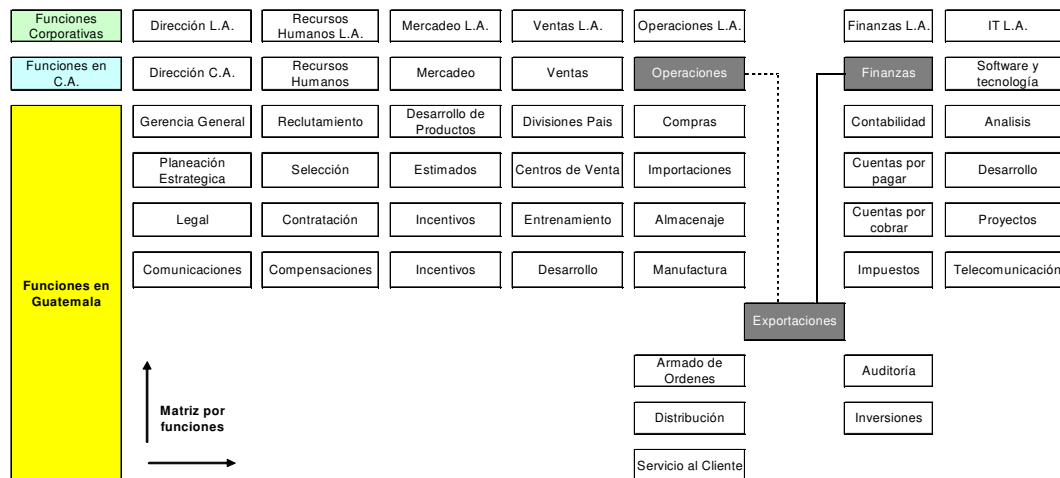 Funciones
Corporativas
Dirección L.A.
Recursos
Humanos L.A.
Mercadeo L.A.
Ventas L.A.
Operaciones L.A.
Finanzas L.A.
IT L.A.
Funciones en
C.A.
Dirección C.A.
Recursos
Humanos
Mercadeo
Ventas
Operaciones
Finanzas
Software y
tecnología
Funciones en
Guatemala
Gerencia General
Reclutamiento
Desarrollo de
Productos
Divisiones Pais
Compras
Contabilidad
Analisis
Planeación
Estrategica
Selección
Estimados
Centros de Venta
Importaciones
Cuentas por
pagar
Desarrollo
Legal
Contratación
Incentivos
Entrenamiento
Almacenaje
Cuentas por
cobrar
Proyectos
Comunicaciones
Compensaciones
Incentivos
Desarrollo
Manufactura
Impuestos
Telecomunicación
Exportaciones
Armado de
Ordenes
Auditoría
Matriz por
funciones
Distribución
Inversiones
Servicio al Cliente